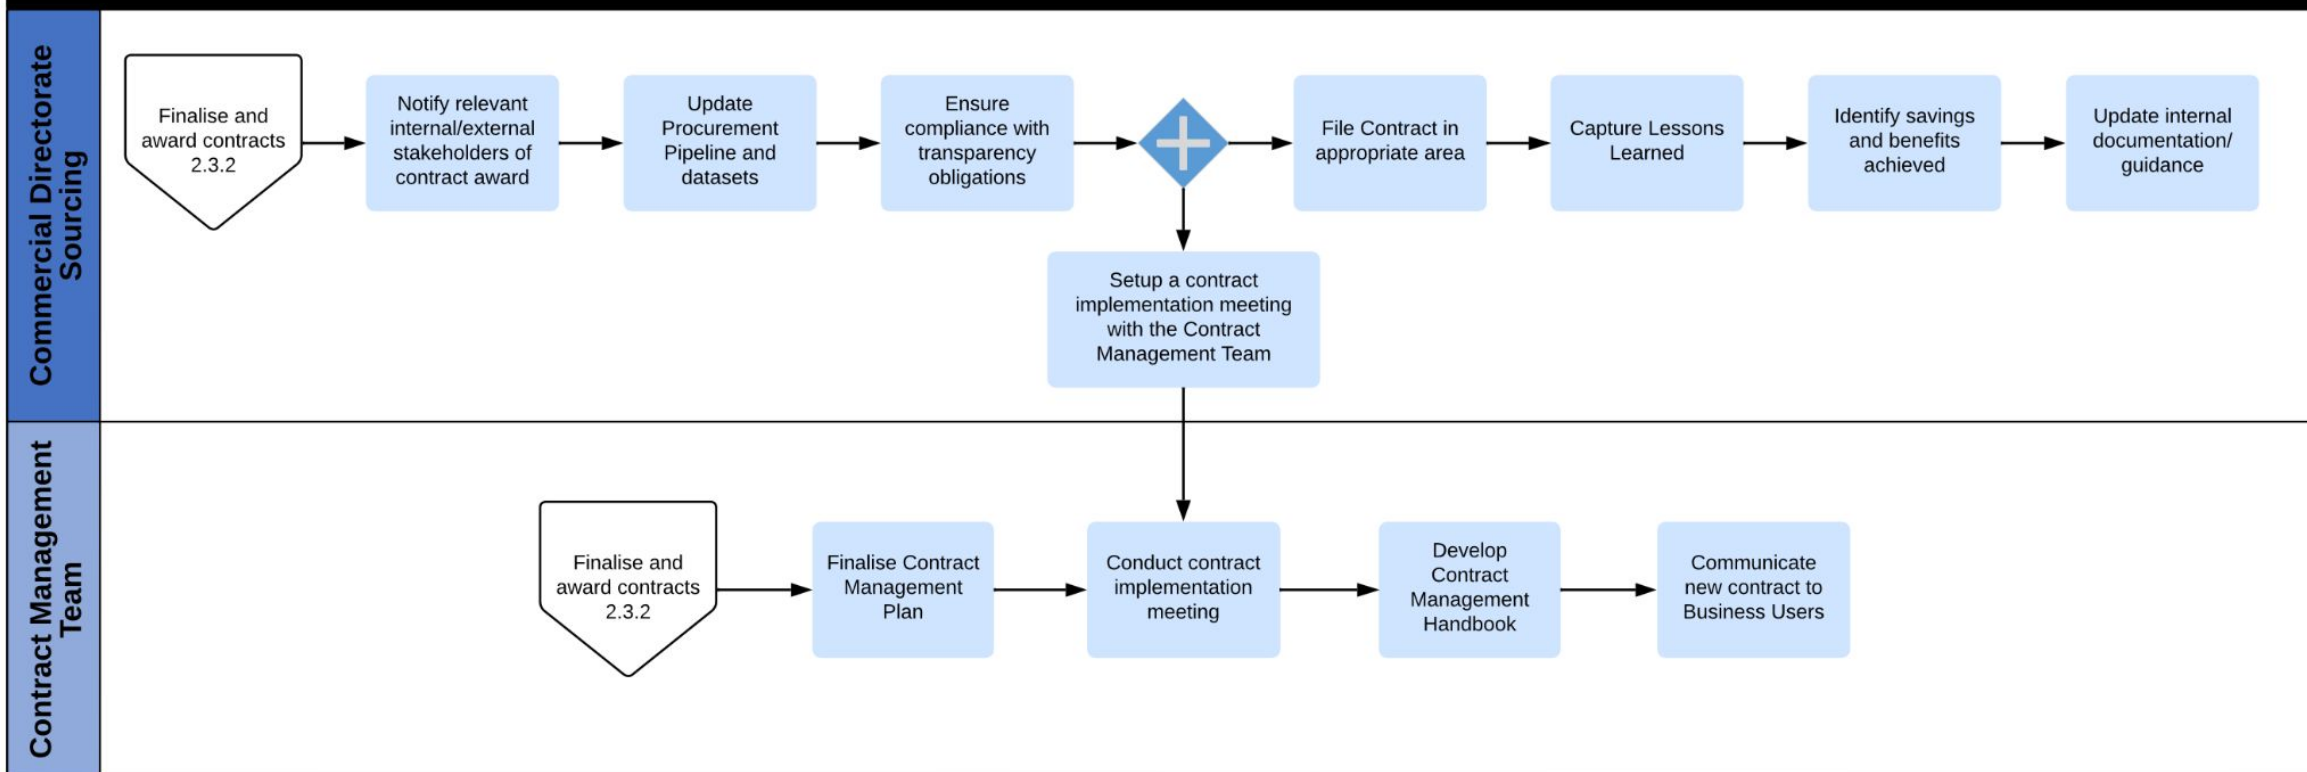 Commercial Directorate
Sourcing
Finalise and
award contracts
2.3.2
Notify relevant
internal/external
stakeholders of
contract award
Update
Procurement
Pipeline and
datasets
Ensure
compliance with
transparency
obligations
File Contract in
appropriate area
Capture Lessons
Learned
Identify savings
and benefits
achieved
Update internal
documentation/
guidance
Setup a contract
implementation meeting
with the Contract
Management Team
Contract Management
Team
Finalise and
award contracts
2.3.2
Finalise Contract
Management
Plan
Conduct contract
implementation
meeting
Develop
Contract
Management
Handbook
Communicate
new contract to
Business Users